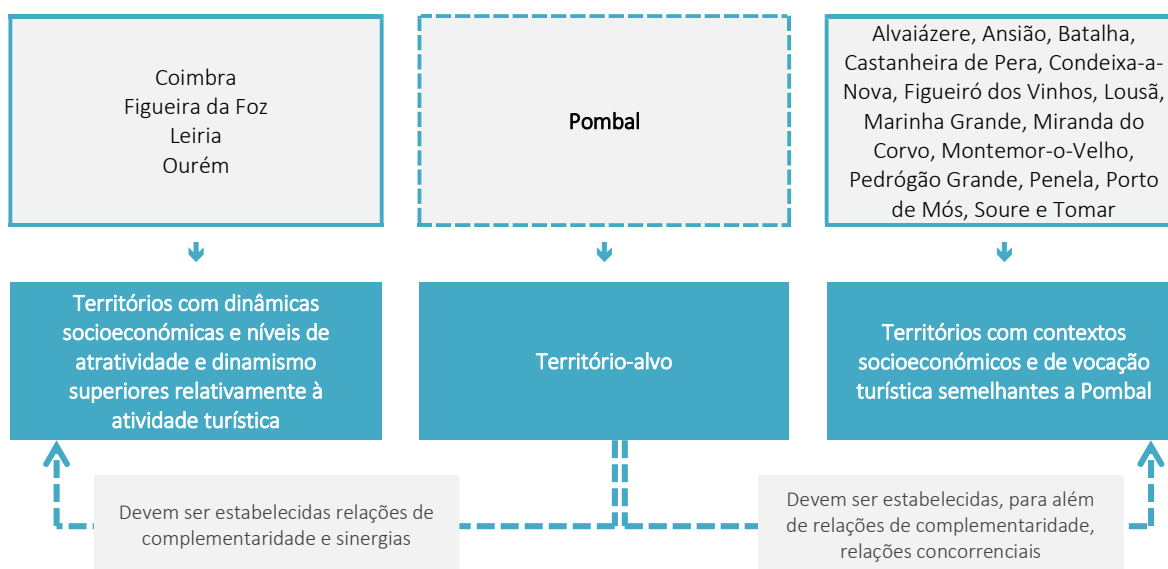 Coimbra
Figueira da Foz
Leiria
Ourém
Pombal
Alvaiázere, Ansião, Batalha,
Castanheira de Pera, Condeixa-a-
Nova, Figueiró dos Vinhos, Lousã,
Marinha Grande, Miranda do
Corvo, Montemor-o-Velho,
Pedrógão Grande, Penela, Porto
de Mós, Soure e Tomar
Territórios com dinâmicas
socioeconómicas e níveis de
atratividade e dinamismo
superiores relativamente à
atividade turística
Território-alvo
Territórios com contextos
socioeconómicos e de vocação
turística semelhantes a Pombal
Devem ser estabelecidas relações de
complementaridade e sinergias
Devem ser estabelecidas, para além
de relações de complementaridade,
relações concorrenciais